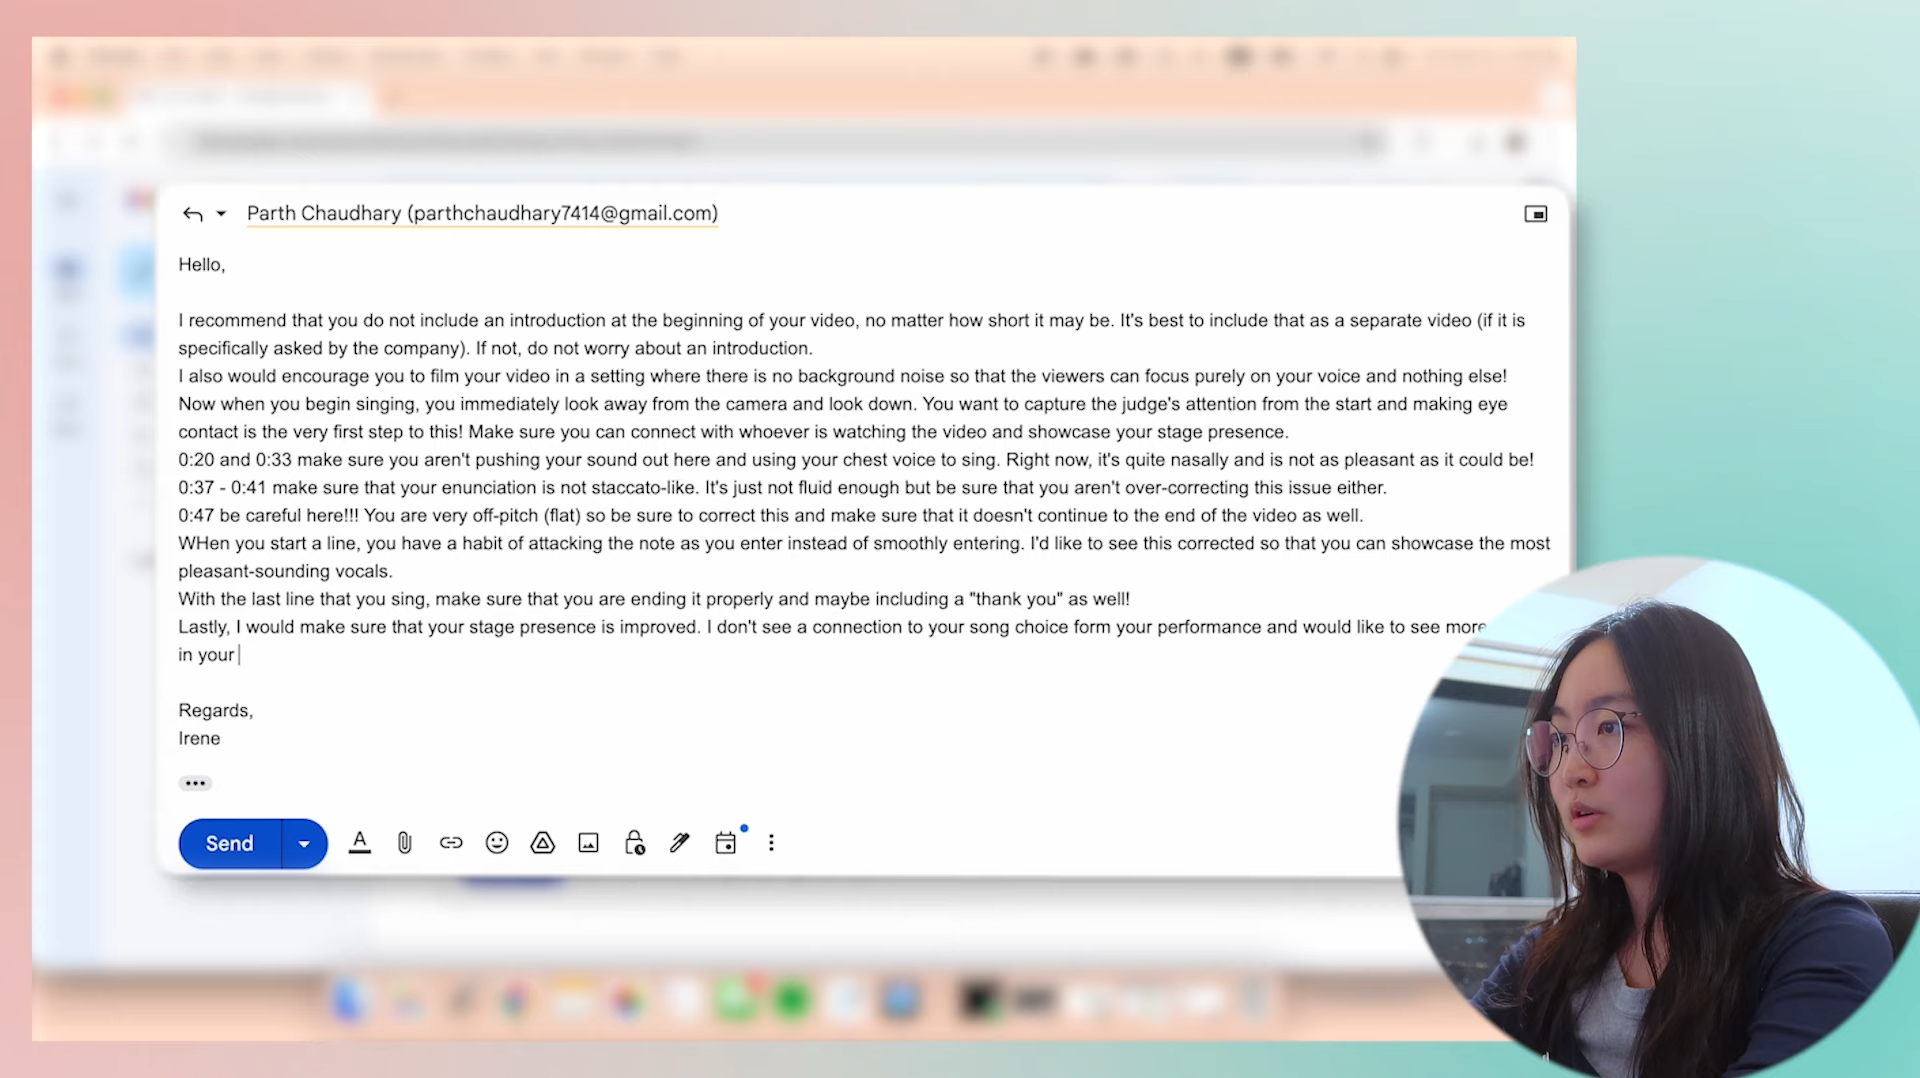 Parth Chaudhary (parthchaudhary7414@gmail.com)
Hello,
I recommend that you do not include an introduction at the beginning of your video, no matter how short it may be. It's best to include that as a separate video (if it is
specifically asked by the company). If not, do not worry about an introduction.
I also would encourage you to film your video in a setting where there is no background noise so that the viewers can focus purely on your voice and nothing else!
Now when you begin singing, you immediately look away from the camera and look down. You want to capture the judge's attention from the start and making eye
contact is the very first step to this! Make sure you can connect with whoever is watching the video and showcase your stage presence.
0:20 and 0:33 make sure you aren't pushing your sound out here and using your chest voice to sing. Right now, it's quite nasally and is not as pleasant as it could be!
0:37 - 0:41 make sure that your enunciation is not staccato-like. It's just not fluid enough but be sure that you aren't over-correcting this issue either.
0:47 be careful here!!! You are very off-pitch (flat) so be sure to correct this and make sure that it doesn't continue to the end of the video as well.
WHen you start a line, you have a habit of attacking the note as you enter instead of smoothly entering. I'd like to see this corrected so that you can showcase the most
pleasant-sounding vocals.
With the last line that you sing, make sure that you are ending it properly and maybe including a "thank you" as well!
Lastly, I would make sure that your stage presence is improved. I don't see a connection to your song choice form your performance and would like to see more
in your
Regards,
Irene
Send